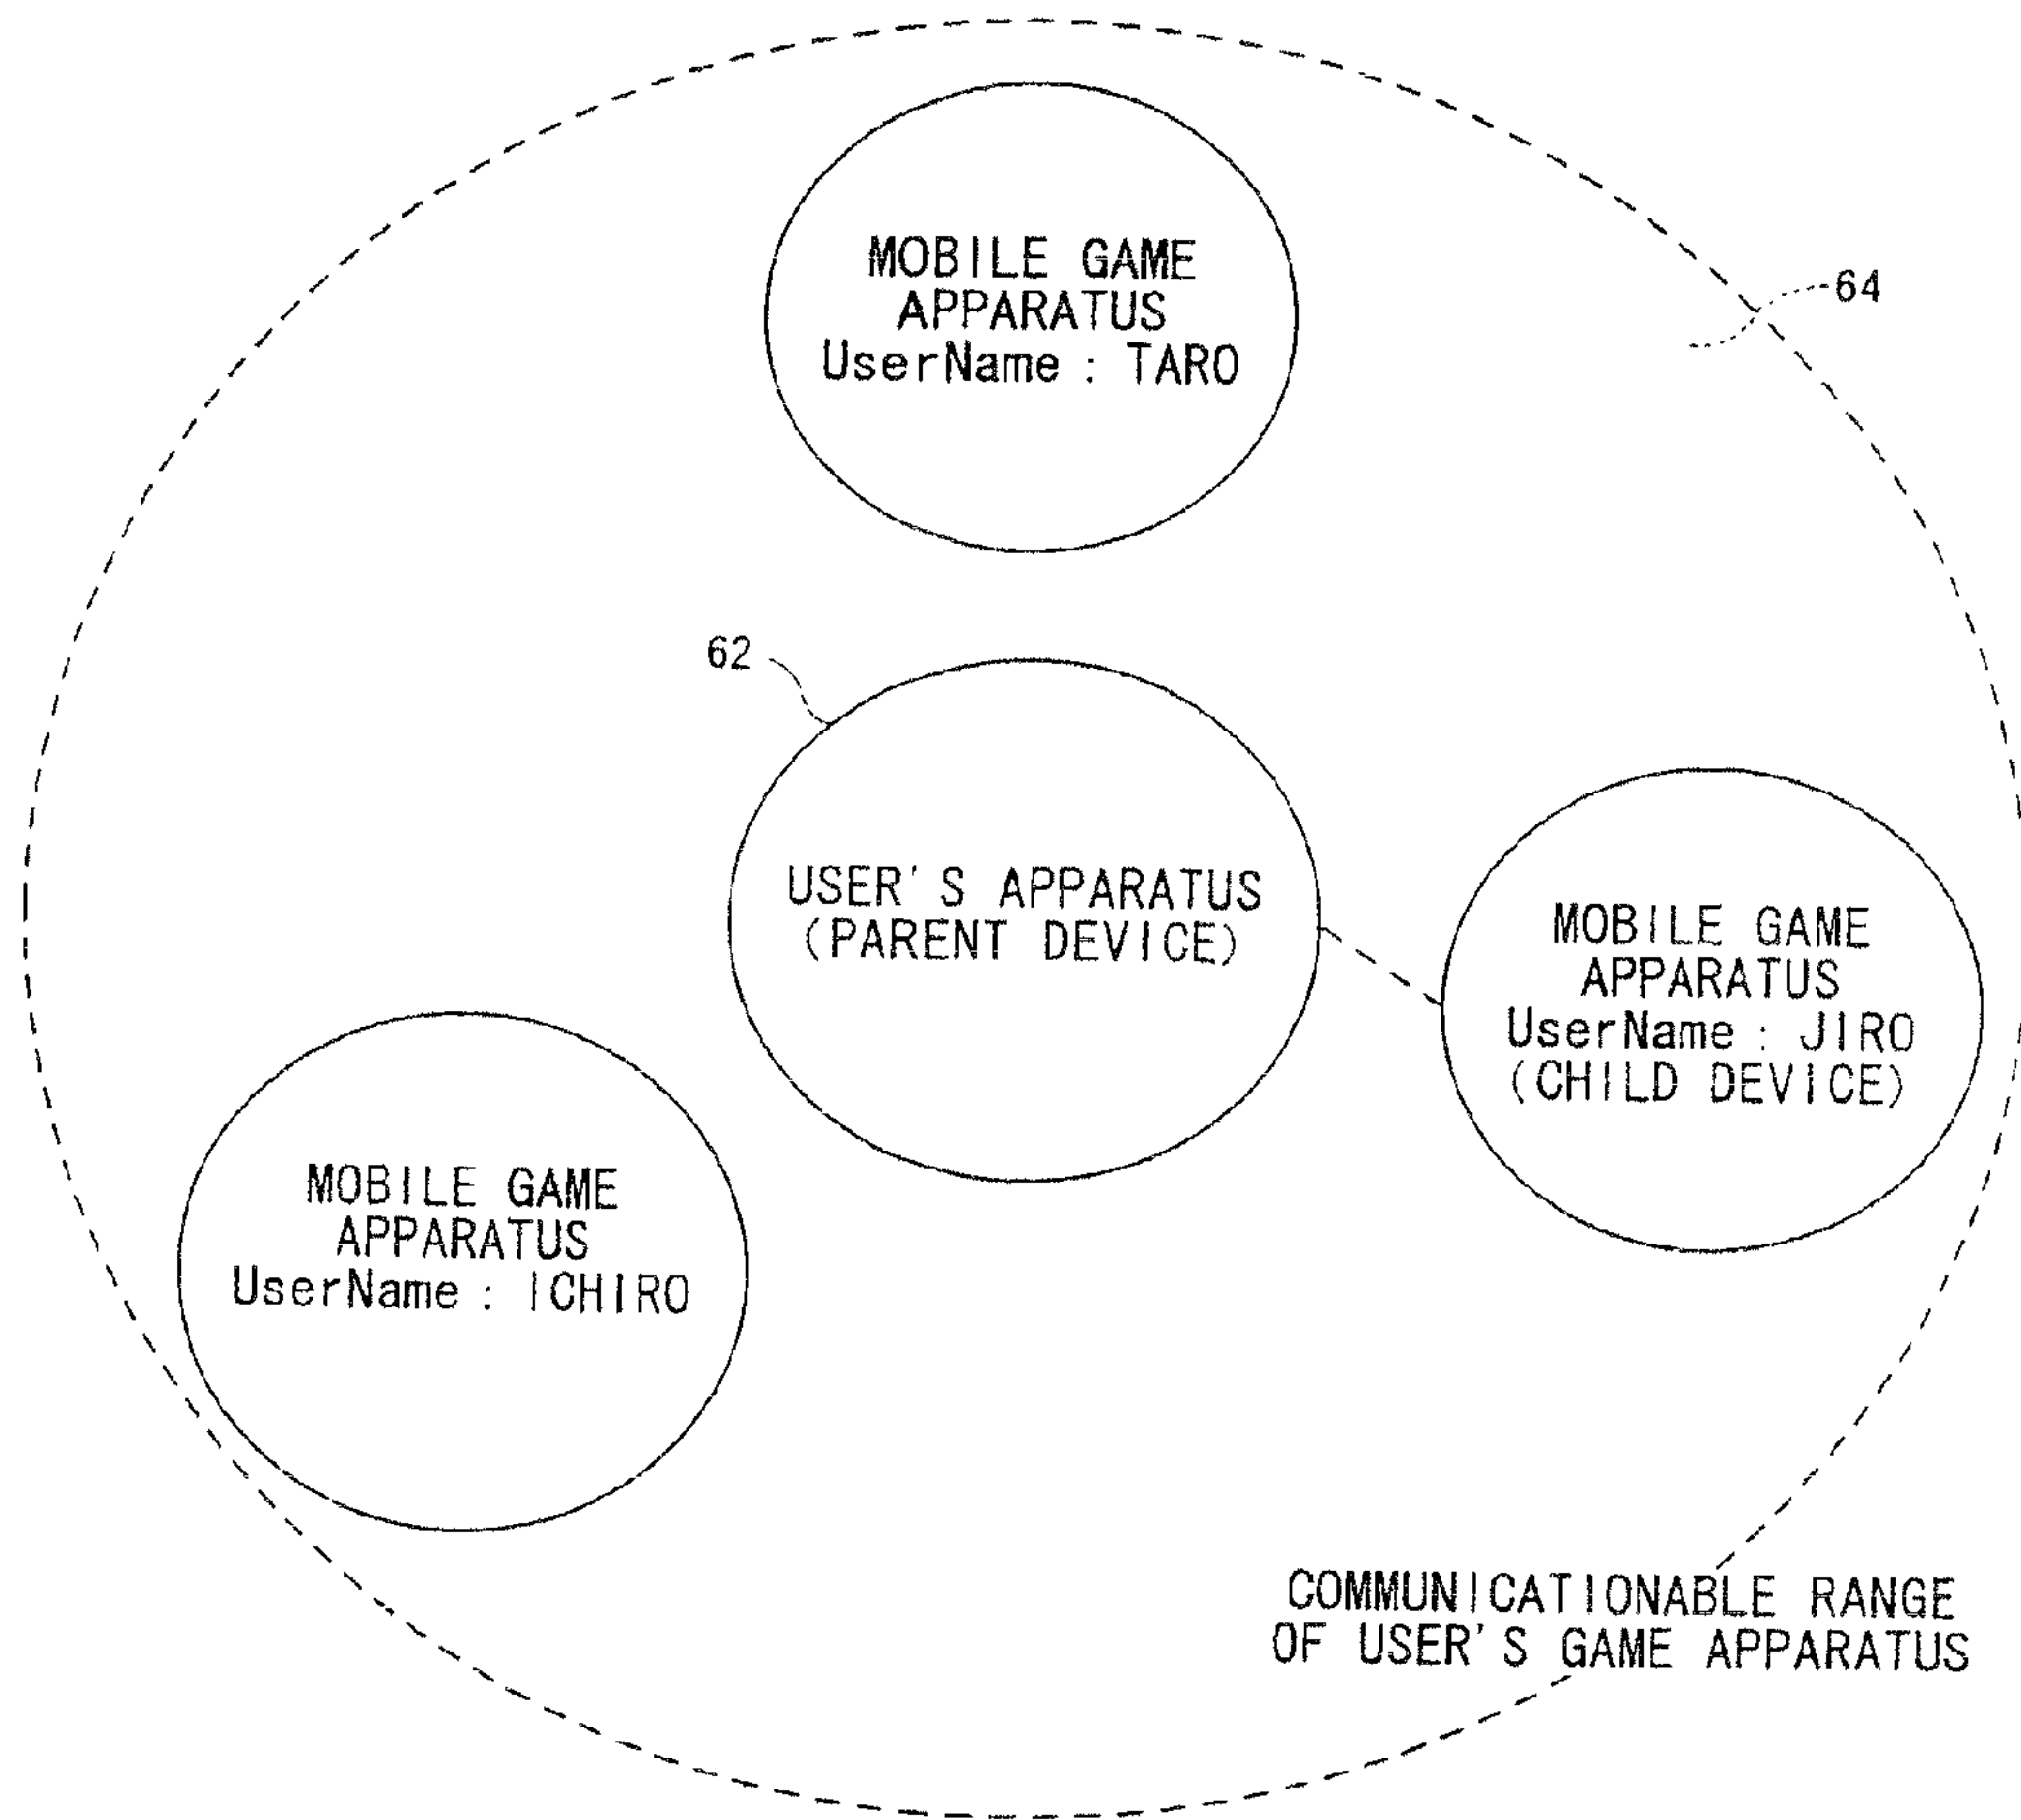 MOBILE GAME
APPARATUS
UserName : TARO
64
62
USER'S APPARATUS
(PARENT DEVICE)
MOBILE GAME
APPARATUS
UserName : JIRO
(CHILD DEVICE)
MOBILE GAME
APPARATUS
UserName : ICHIRO
COMMUNICATIONABLE RANGE
OF USER'S GAME APPARATUS